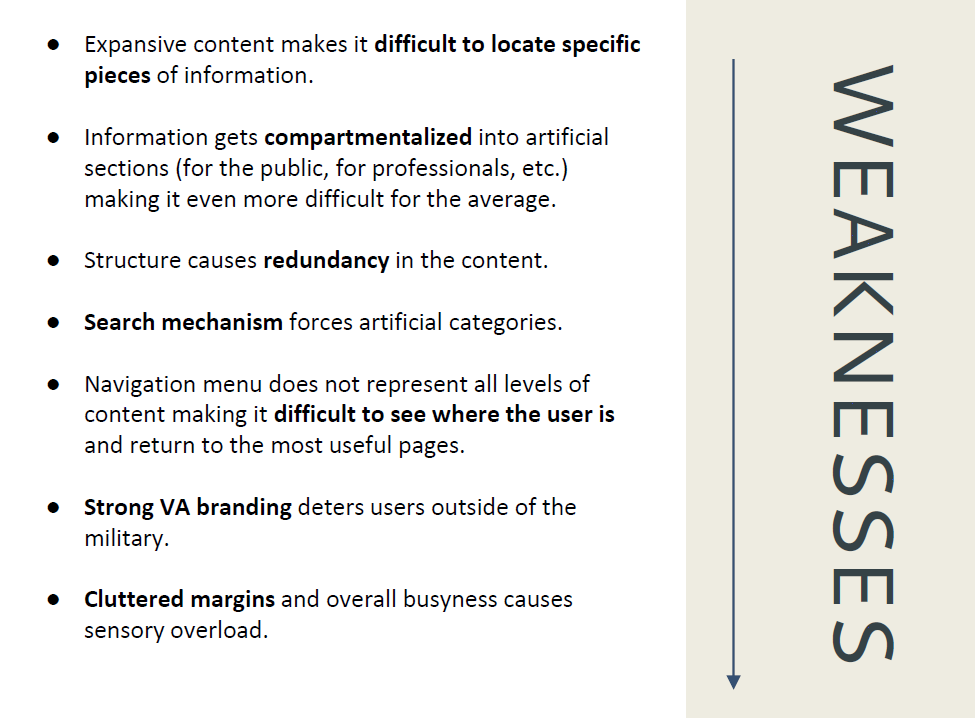 ● Expansive content makes it difficult to locate specific
pieces of information.
● Information gets compartmentalized into artificial
sections (for the public, for professionals, etc.)
making it even more difficult for the average.
● Structure causes redundancy in the content.
● Search mechanism forces artificial categories.
● Navigation menu does not represent all levels of
content making it difficult to see where the user is
and return to the most useful pages.
● Strong VA branding deters users outside of the
military.
● Cluttered margins and overall busyness causes
sensory overload.
WEAKNESSES